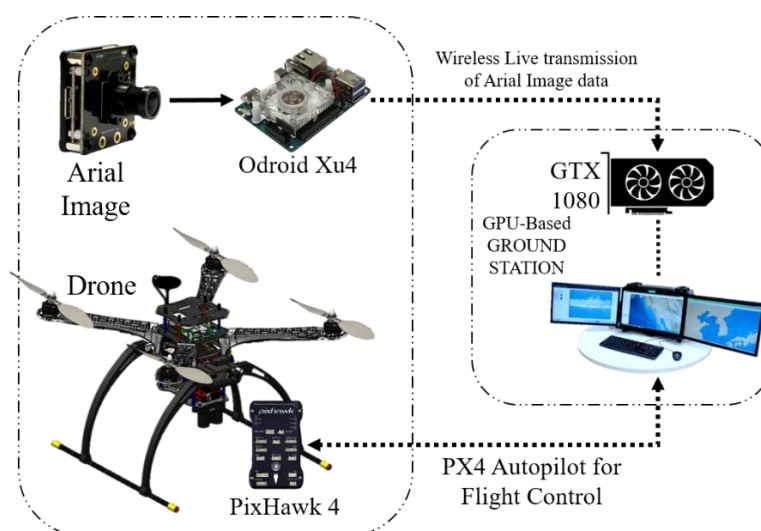 Wireless Live transmission
of Arial Image data
Arial
Image
Odroid Xu4
GTX
1080
GPU-Based
GROUND
STATION
Drone
pixhawk
PixHawk 4
PX4 Autopilot for
Flight Control